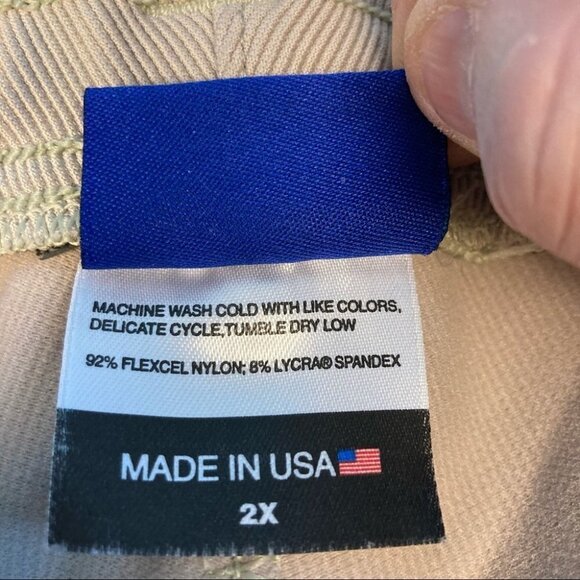 MACHINE WASH COLD WITH LIKE COLORS,
DELICATE CYCLE,TUMBLE DRY LOW
92% FLEXCEL NYLON; 8% LYCRA® SPANDEX
MADE IN USA
2X